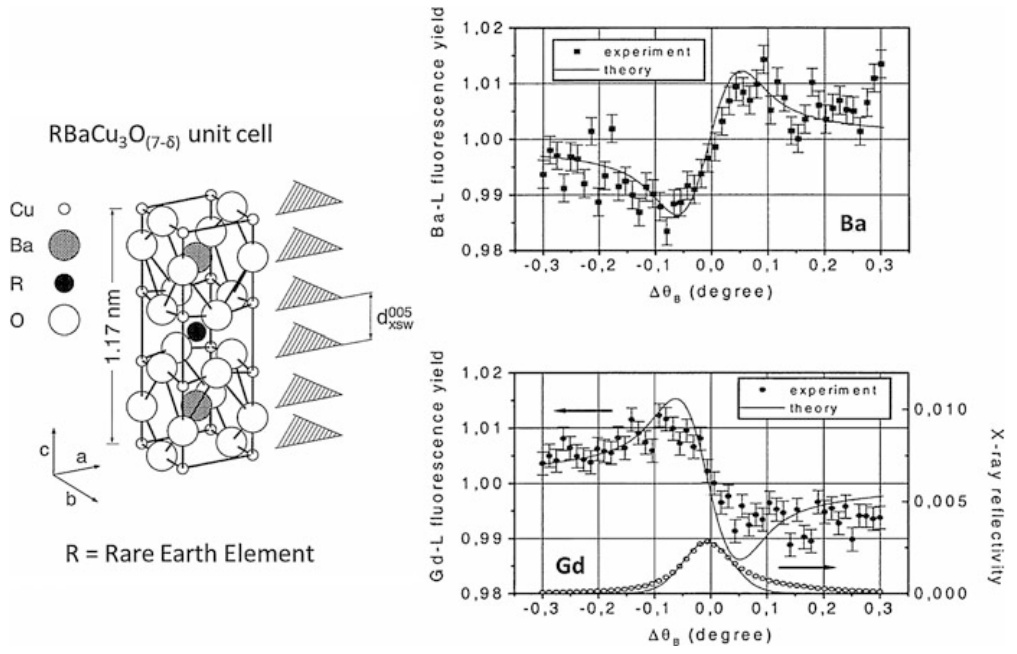 RBaCu₃O₍₇₋δ₎ unit cell
Cu
Ba
R
O
1.17 nm
d⁰⁰⁵xsw
c
a
b
R = Rare Earth Element
Ba-L fluorescence yield
1,02
1,01
1,00
0,99
0,98
experiment
theory
Ba
-0,3 -0,2 -0,1 0,0 0,1 0,2 0,3
Δθ_B (degree)
Gd-L fluorescence yield
1,02
1,01
1,00
0,99
0,98
experiment
theory
Gd
0,010
0,005
0,000
X-ray reflectivity
-0,3 -0,2 -0,1 0,0 0,1 0,2 0,3
Δθ_B (degree)